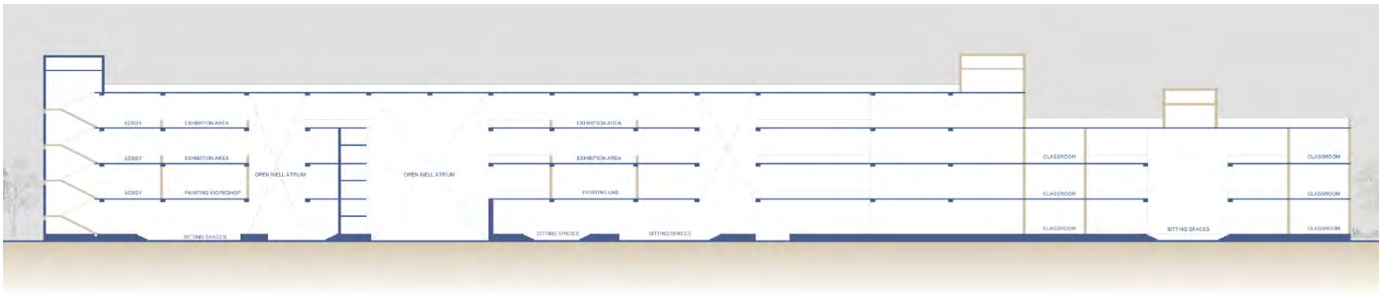 LOBBY EXHIBITION AREA EXHIBITION AREA
LOBBY EXHIBITION AREA EXHIBITION AREA CLASSROOM CLASSROOM
OPEN WELL ATRIUM OPEN WELL ATRIUM
LOBBY PAINTING WORKSHOP PRINTING LAB CLASSROOM CLASSROOM
SITTING SPACES SITTING SPACES SITTING SPACES CLASSROOM SITTING SPACES CLASSROOM